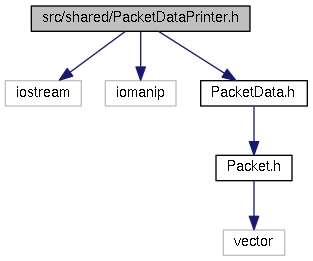 src/shared/PacketDataPrinter.h
iostream
iomanip
PacketData.h
Packet.h
vector